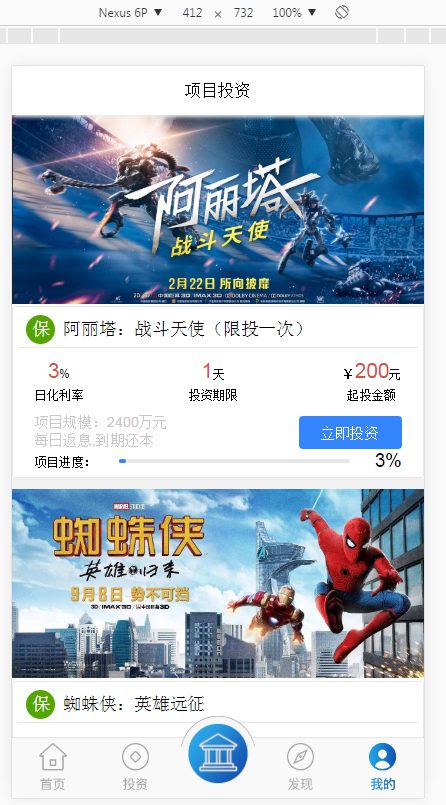 Nexus 6P ▼ 412 × 732 100% ▼
项目投资
阿丽塔
战斗天使
2月22日 所向披靡
保 阿丽塔：战斗天使（限投一次）
3% 1天 ￥200元
日化利率 投资期限 起投金额
项目规模：2400万元
每日返息,到期还本
立即投资
项目进度： 3%
MARVEL STUDIOS
蜘蛛侠
英雄归来
9月8日 势不可挡
保 蜘蛛侠：英雄远征
首页 投资 发现 我的